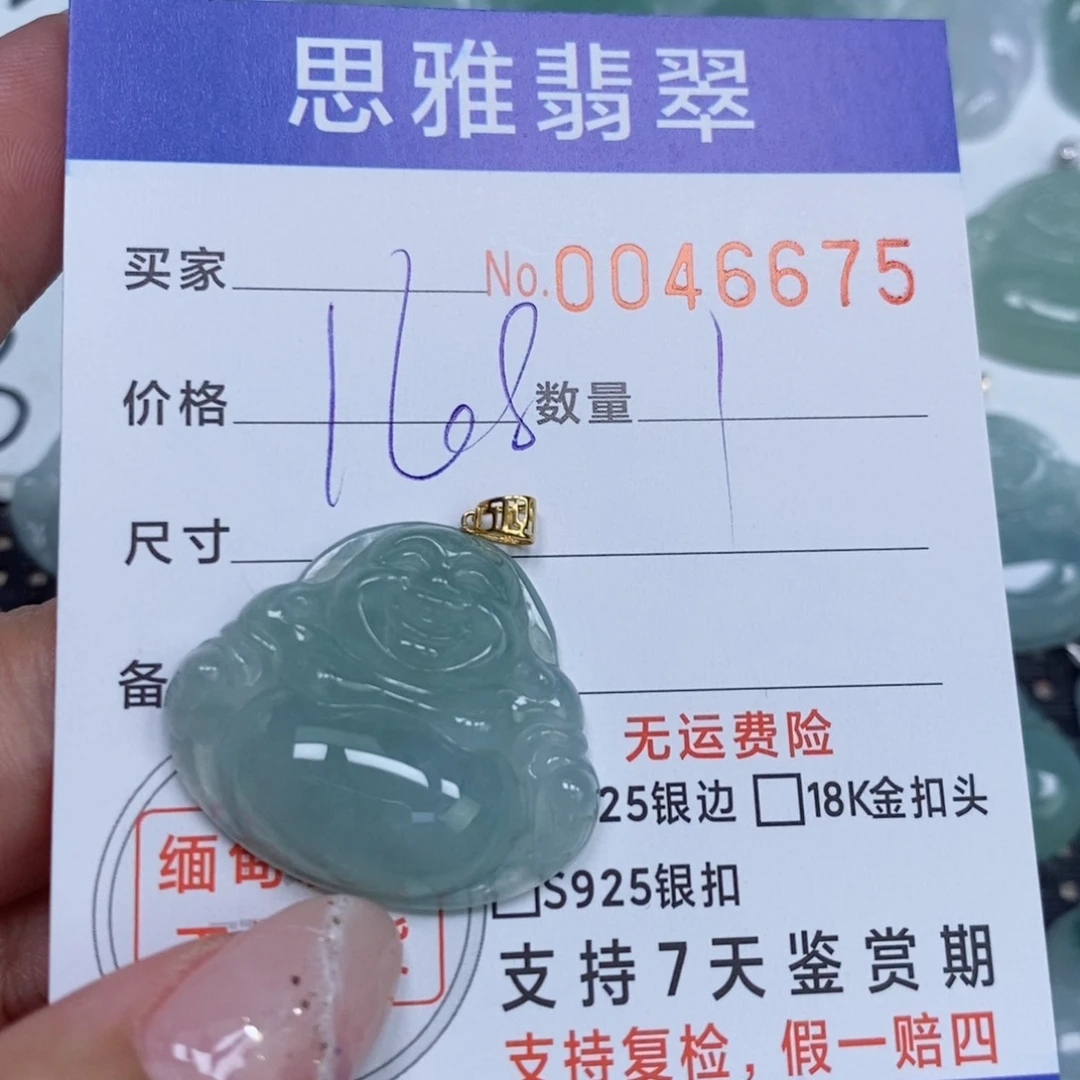 思雅翡翠
买家 No.0046675
价格 168 数量 1
尺寸
备
无运费险
25银边 □18K金扣头
缅甸
□S925银扣
支持7天鉴赏期
支持复检，假一赔四